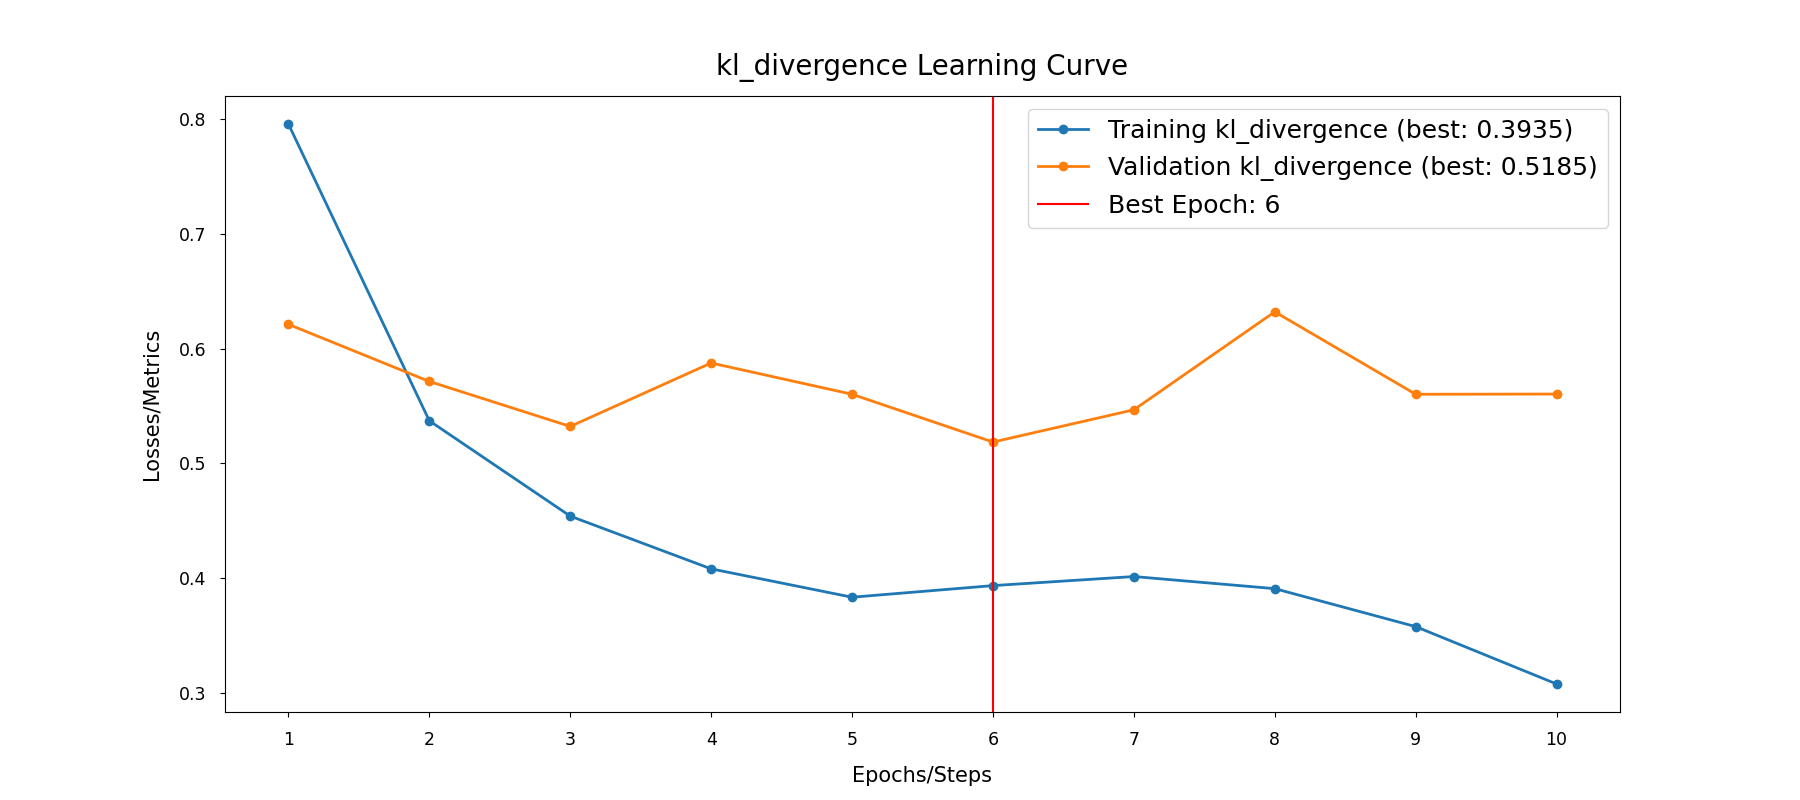 kl_divergence Learning Curve
Training kl_divergence (best: 0.3935)
Validation kl_divergence (best: 0.5185)
Best Epoch: 6
Losses/Metrics
0.8
0.7
0.6
0.5
0.4
0.3
1 2 3 4 5 6 7 8 9 10
Epochs/Steps